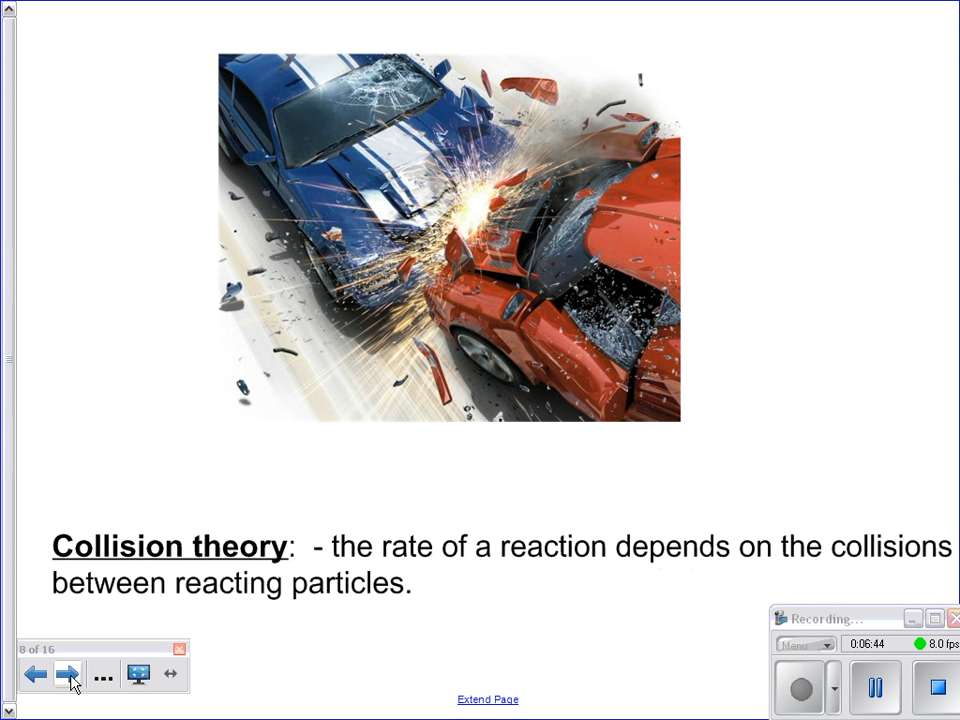 Collision theory:  - the rate of a reaction depends on the collisions
between reacting particles.
8 of 16
...
Extend Page
Recording...
Menu
0:06:44
8.0 fps